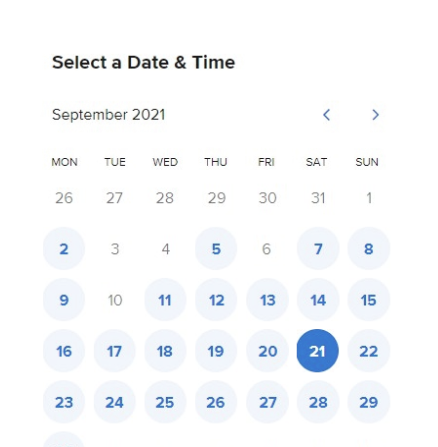 Select a Date & Time
September 2021
MON TUE WED THU FRI SAT SUN
26 27 28 29 30 31 1
2 3 4 5 6 7 8
9 10 11 12 13 14 15
16 17 18 19 20 21 22
23 24 25 26 27 28 29